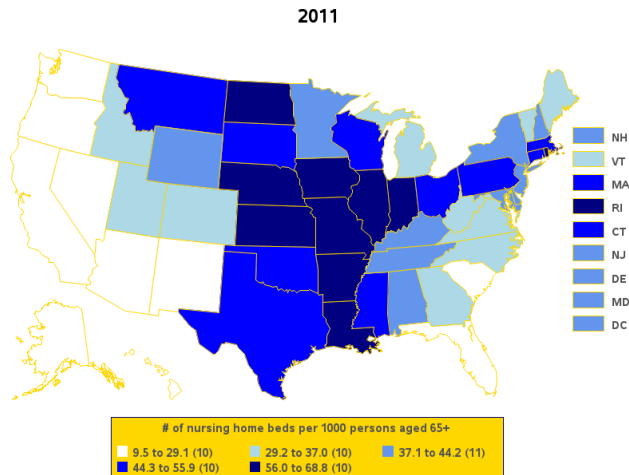 2011
NH
VT
MA
RI
CT
NJ
DE
MD
DC
# of nursing home beds per 1000 persons aged 65+
9.5 to 29.1 (10) 29.2 to 37.0 (10) 37.1 to 44.2 (11)
44.3 to 55.9 (10) 56.0 to 68.8 (10)